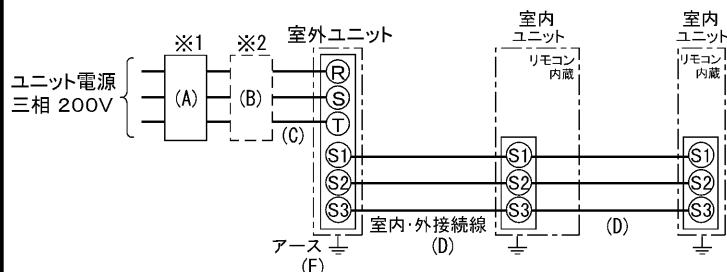 ※1
※2
室外ユニット
室内
ユニット
室内
ユニット
リモコン
内蔵
リモコン
内蔵
ユニット電源
三相 200V
(A)
(B)
(C)
R
S
T
S1
S2
S3
S1
S2
S3
S1
S2
S3
室内・外接続線
(D)
(D)
アース
(E)